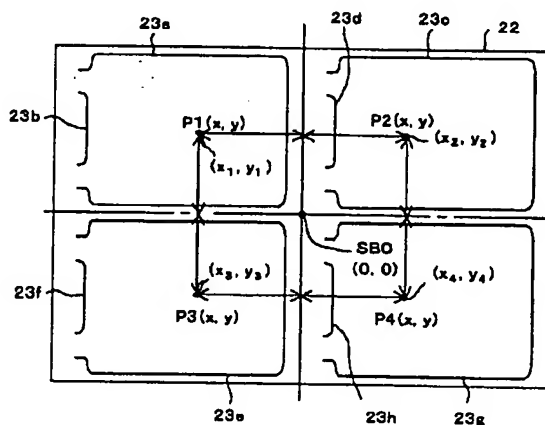 23a
23d
23c
22
23b
P1(x, y)
P2(x, y)
(x₂, y₂)
(x₁, y₁)
SBO
(0, 0)
(x₃, y₃)
(x₄, y₄)
23f
P3(x, y)
P4(x, y)
23e
23h
23g